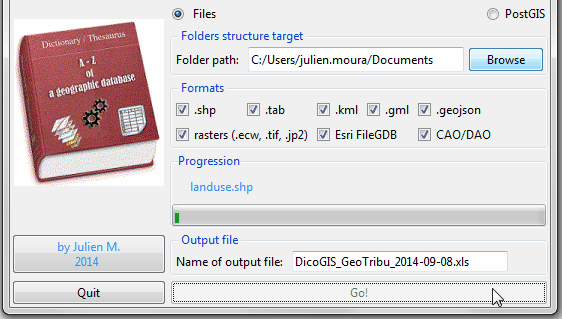 Files
PostGIS
Dictionary / Thesaurus
A - Z
of
a geographic database
Folders structure target
Folder path:
C:/Users/julien.moura/Documents
Browse
Formats
.shp
.tab
.kml
.gml
.geojson
rasters (.ecw, .tif, .jp2)
Esri FileGDB
CAO/DAO
Progression
landuse.shp
by Julien M.
2014
Output file
Name of output file:
DicoGIS_GeoTribu_2014-09-08.xls
Quit
Go!